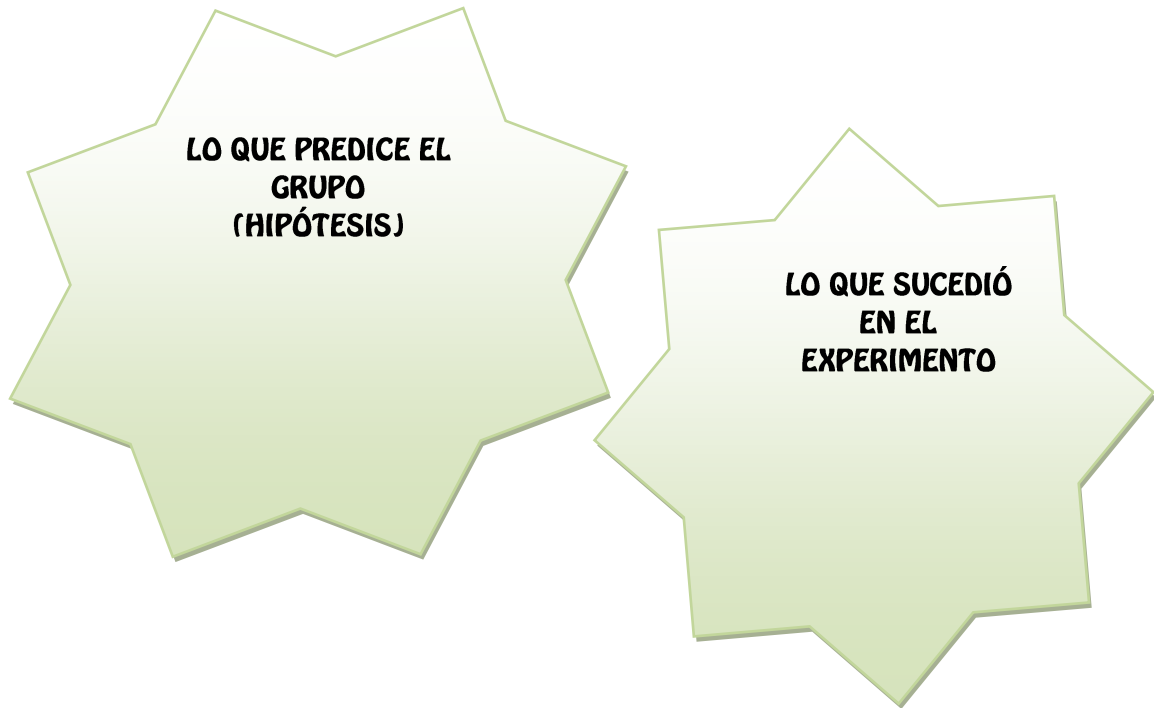 LO QUE PREDICE EL
GRUPO
(HIPÓTESIS)
LO QUE SUCEDIÓ
EN EL
EXPERIMENTO